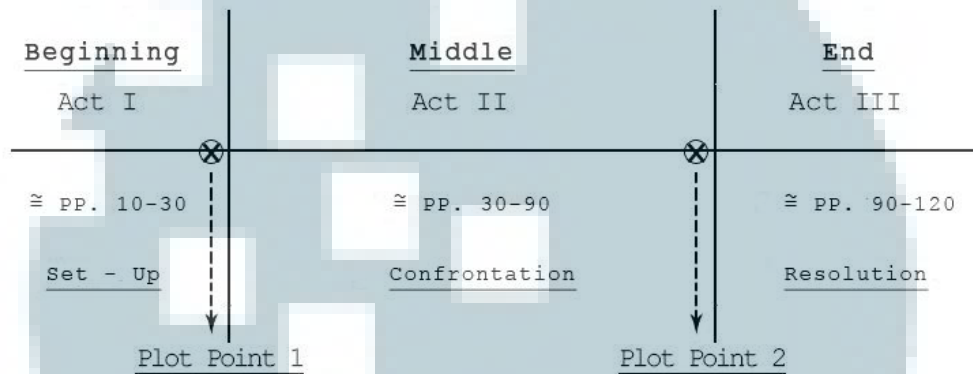 Beginning Middle End
Act I Act II Act III
≅ pp. 10-30 ≅ pp. 30-90 ≅ pp. 90-120
Set - Up Confrontation Resolution
Plot Point 1 Plot Point 2